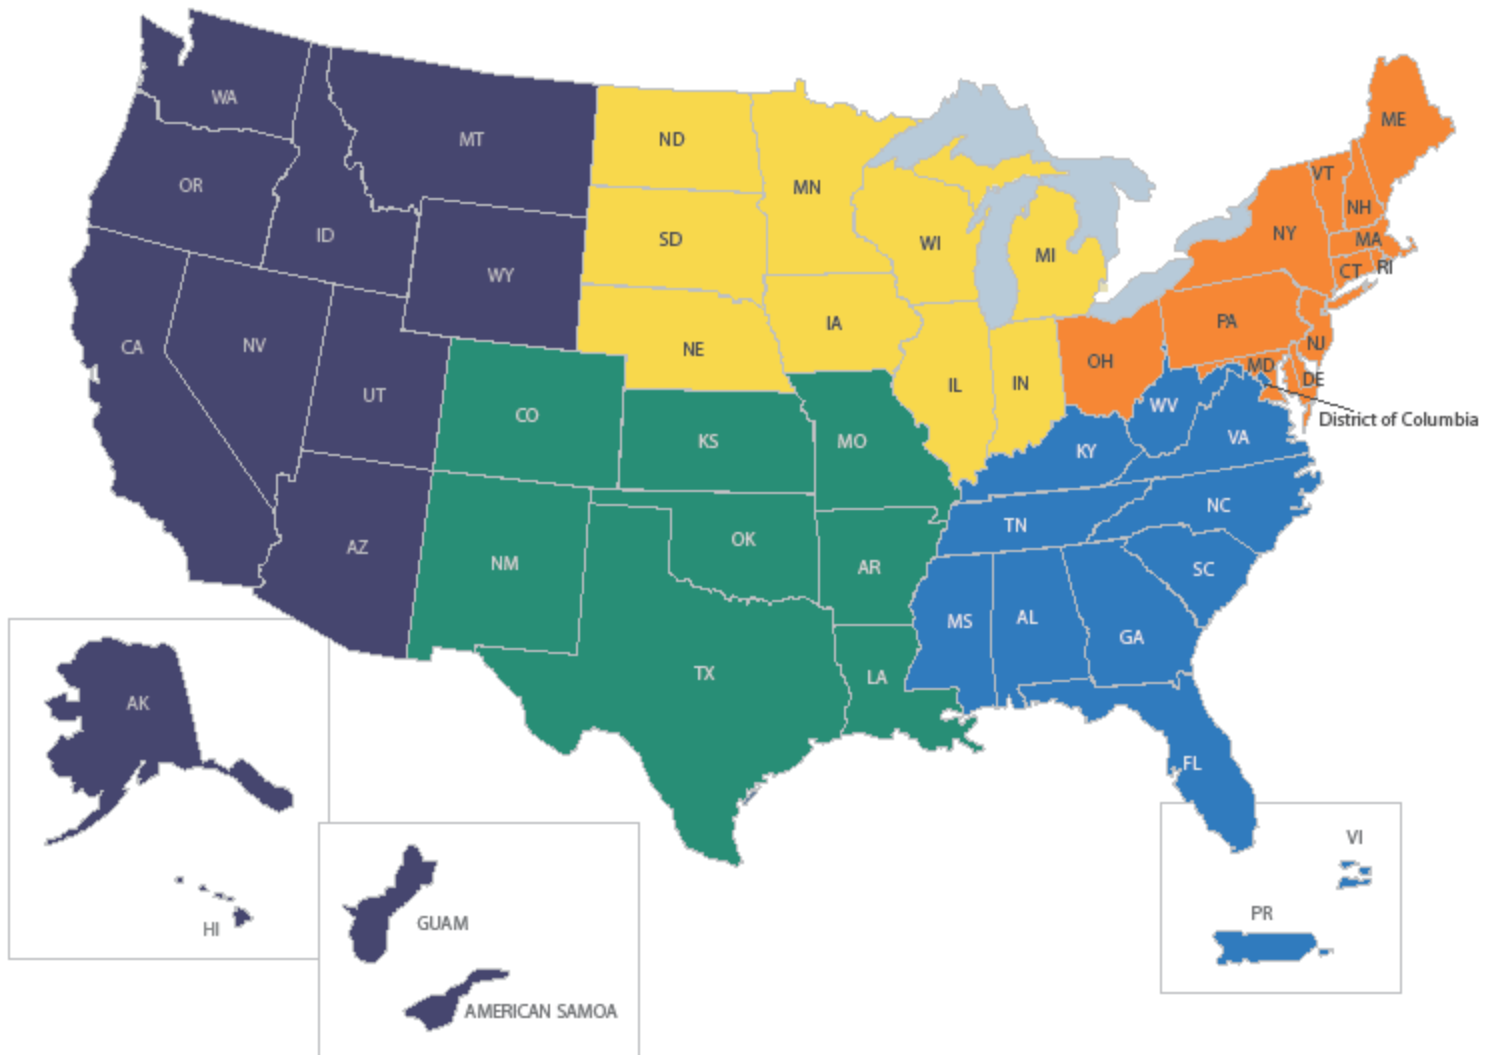 WA
MT
ND
ME
OR
MN
VT
NH
ID
SD
WI
NY
MA
MI
CT
RI
WY
CA
NV
NE
IA
PA
NJ
UT
CO
IL
IN
OH
MD
DE
WV
District of Columbia
KS
MO
KY
VA
AZ
NM
OK
AR
TN
NC
SC
MS
AL
GA
TX
LA
AK
FL
HI
GUAM
AMERICAN SAMOA
VI
PR